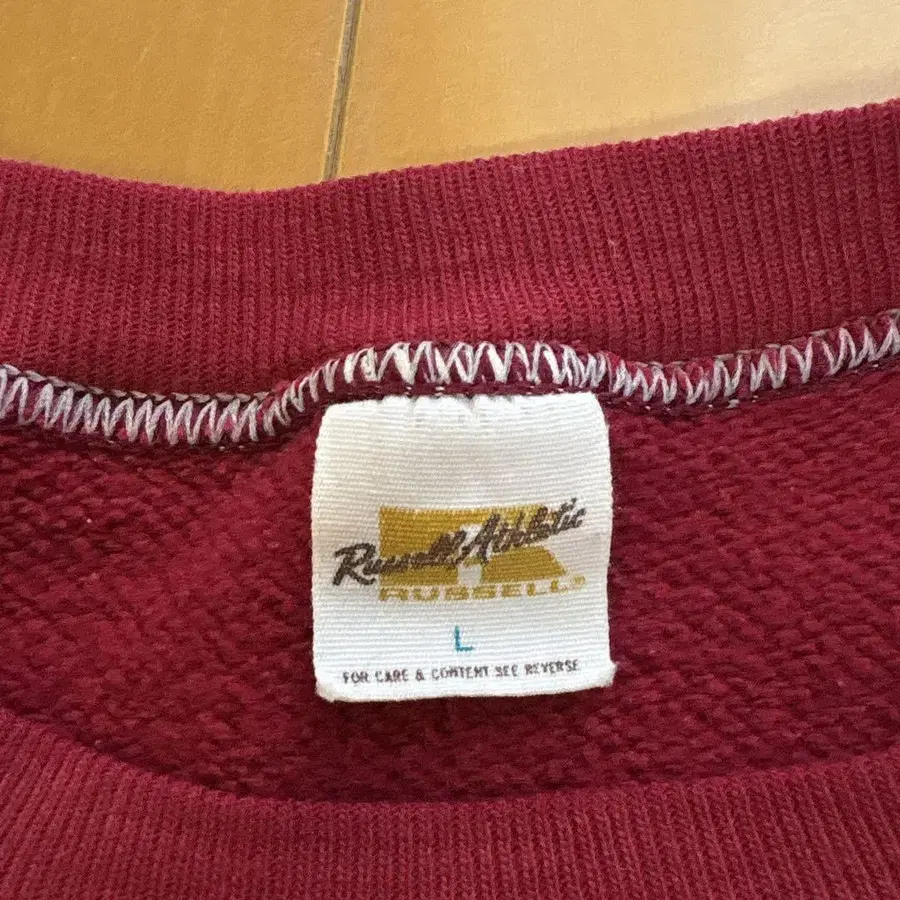 Russell Athletic
RUSSELL®
L
FOR CARE & CONTENT SEE REVERSE